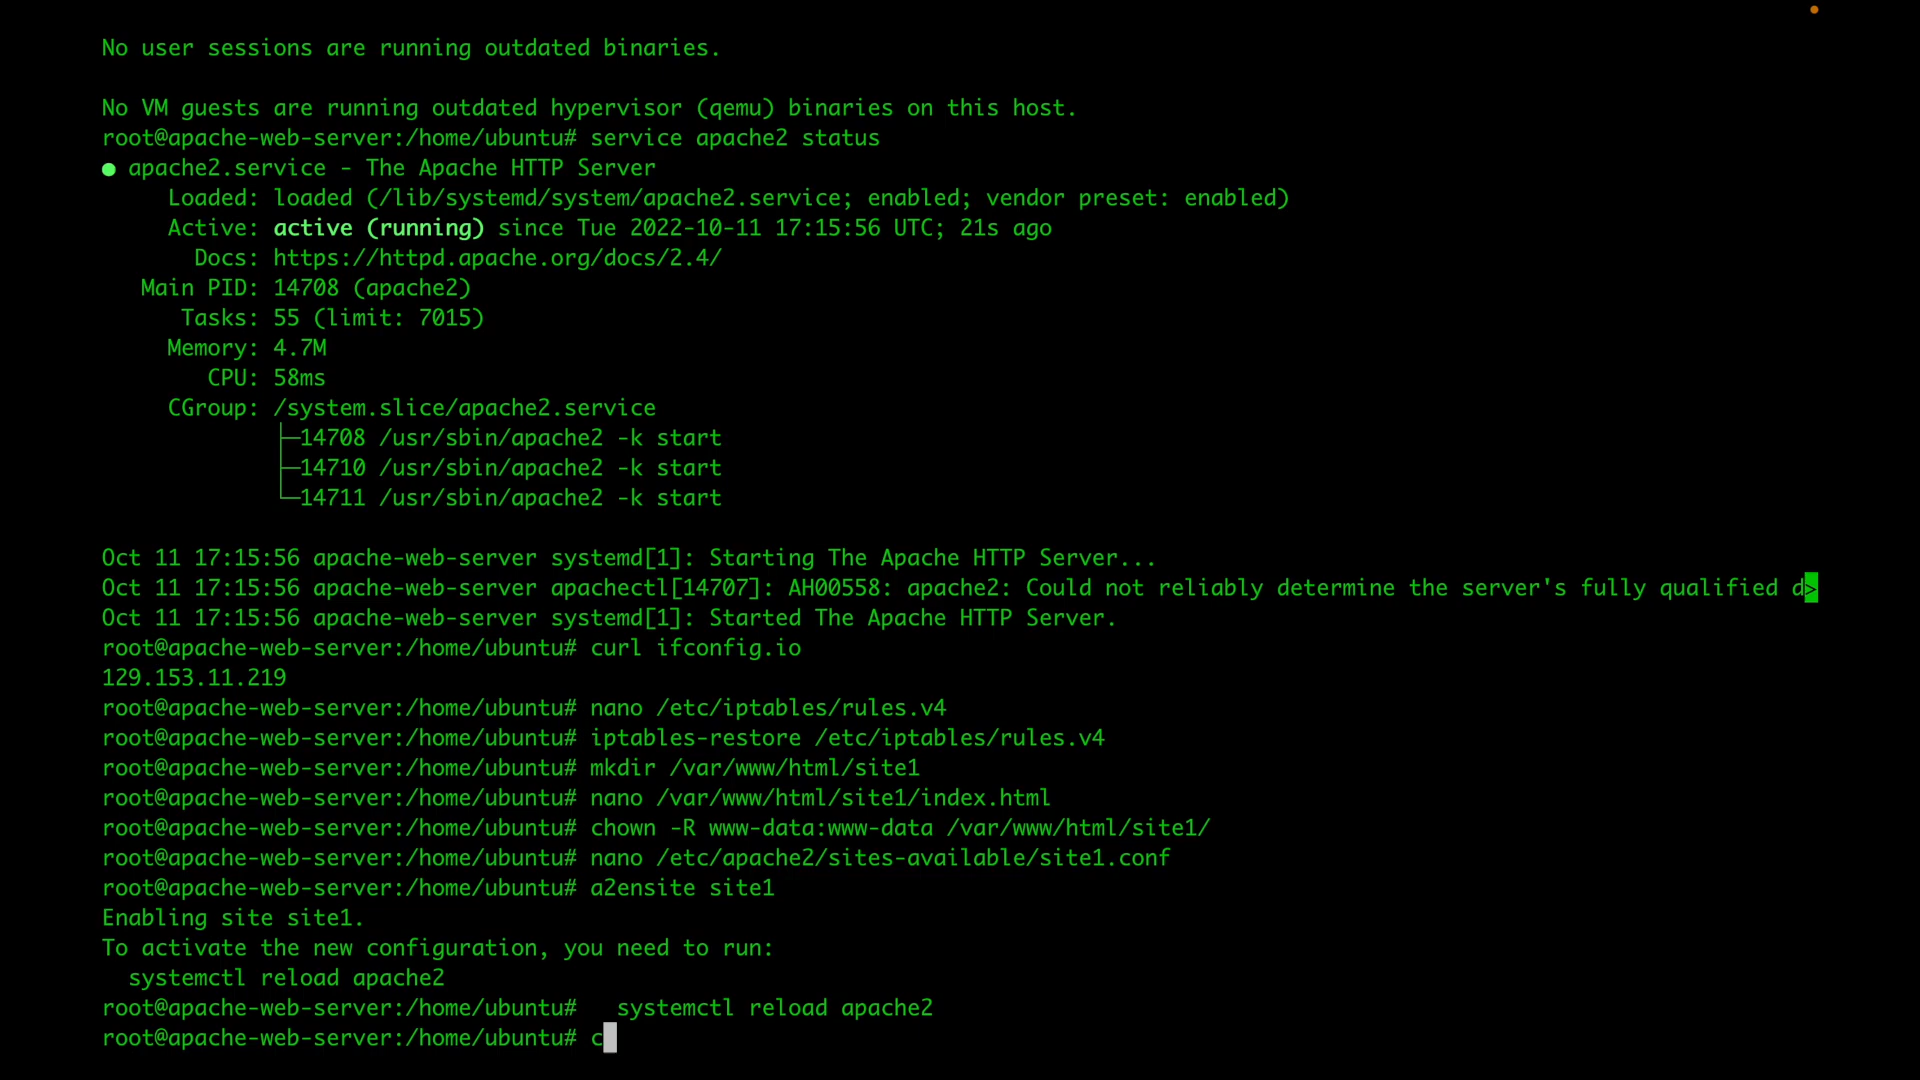 No user sessions are running outdated binaries.
No VM guests are running outdated hypervisor (qemu) binaries on this host.
root@apache-web-server:/home/ubuntu# service apache2 status
● apache2.service - The Apache HTTP Server
Loaded: loaded (/lib/systemd/system/apache2.service; enabled; vendor preset: enabled)
Active: active (running) since Tue 2022-10-11 17:15:56 UTC; 21s ago
Docs: https://httpd.apache.org/docs/2.4/
Main PID: 14708 (apache2)
Tasks: 55 (limit: 7015)
Memory: 4.7M
CPU: 58ms
CGroup: /system.slice/apache2.service
├─14708 /usr/sbin/apache2 -k start
├─14710 /usr/sbin/apache2 -k start
└─14711 /usr/sbin/apache2 -k start
Oct 11 17:15:56 apache-web-server systemd[1]: Starting The Apache HTTP Server...
Oct 11 17:15:56 apache-web-server apachectl[14707]: AH00558: apache2: Could not reliably determine the server's fully qualified d>
Oct 11 17:15:56 apache-web-server systemd[1]: Started The Apache HTTP Server.
root@apache-web-server:/home/ubuntu# curl ifconfig.io
129.153.11.219
root@apache-web-server:/home/ubuntu# nano /etc/iptables/rules.v4
root@apache-web-server:/home/ubuntu# iptables-restore /etc/iptables/rules.v4
root@apache-web-server:/home/ubuntu# mkdir /var/www/html/site1
root@apache-web-server:/home/ubuntu# nano /var/www/html/site1/index.html
root@apache-web-server:/home/ubuntu# chown -R www-data:www-data /var/www/html/site1/
root@apache-web-server:/home/ubuntu# nano /etc/apache2/sites-available/site1.conf
root@apache-web-server:/home/ubuntu# a2ensite site1
Enabling site site1.
To activate the new configuration, you need to run:
systemctl reload apache2
root@apache-web-server:/home/ubuntu#   systemctl reload apache2
root@apache-web-server:/home/ubuntu# c